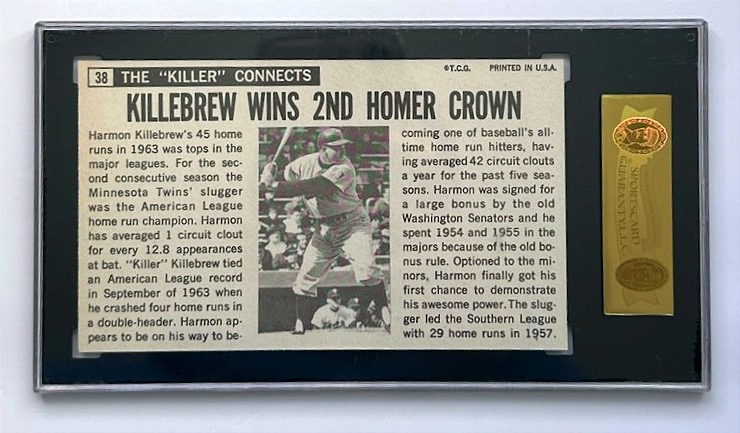 38 THE "KILLER" CONNECTS
©T.C.G. PRINTED IN U.S.A.
KILLEBREW WINS 2ND HOMER CROWN
Harmon Killebrew's 45 home
runs in 1963 was tops in the
major leagues. For the sec-
ond consecutive season the
Minnesota Twins' slugger
was the American League
home run champion. Harmon
has averaged 1 circuit clout
for every 12.8 appearances
at bat. "Killer" Killebrew tied
an American League record
in September of 1963 when
he crashed four home runs in
a double-header. Harmon ap-
pears to be on his way to be-
coming one of baseball's all-
time home run hitters, hav-
ing averaged 42 circuit clouts
a year for the past five sea-
sons. Harmon was signed for
a large bonus by the old
Washington Senators and he
spent 1954 and 1955 in the
majors because of the old bo-
nus rule. Optioned to the mi-
nors, Harmon finally got his
first chance to demonstrate
his awesome power. The slug-
ger led the Southern League
with 29 home runs in 1957.
SPORTSCARD
GUARANTY LLC